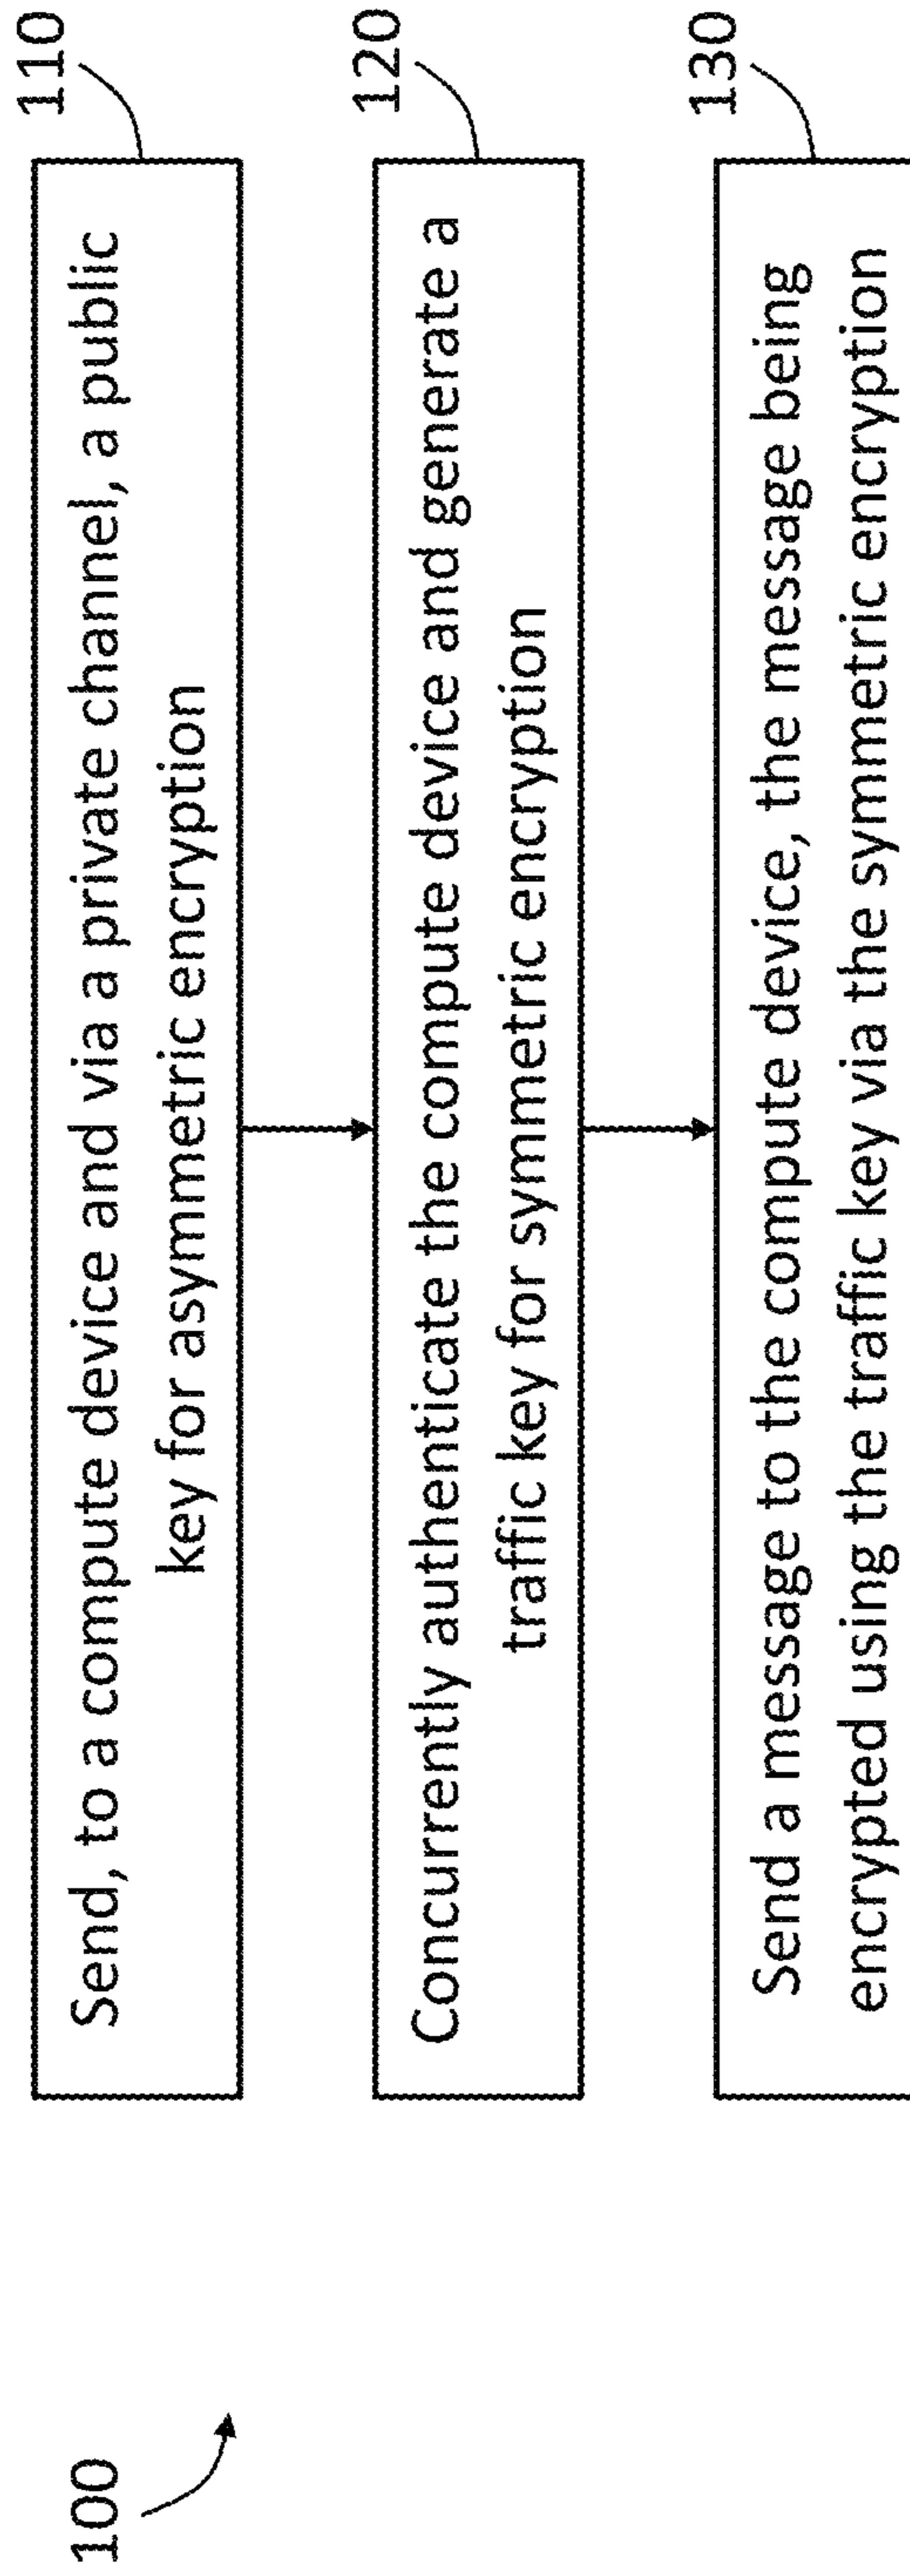 100
110
Send, to a compute device and via a private channel, a public
key for asymmetric encryption
120
Concurrently authenticate the compute device and generate a
traffic key for symmetric encryption
130
Send a message to the compute device, the message being
encrypted using the traffic key via the symmetric encryption